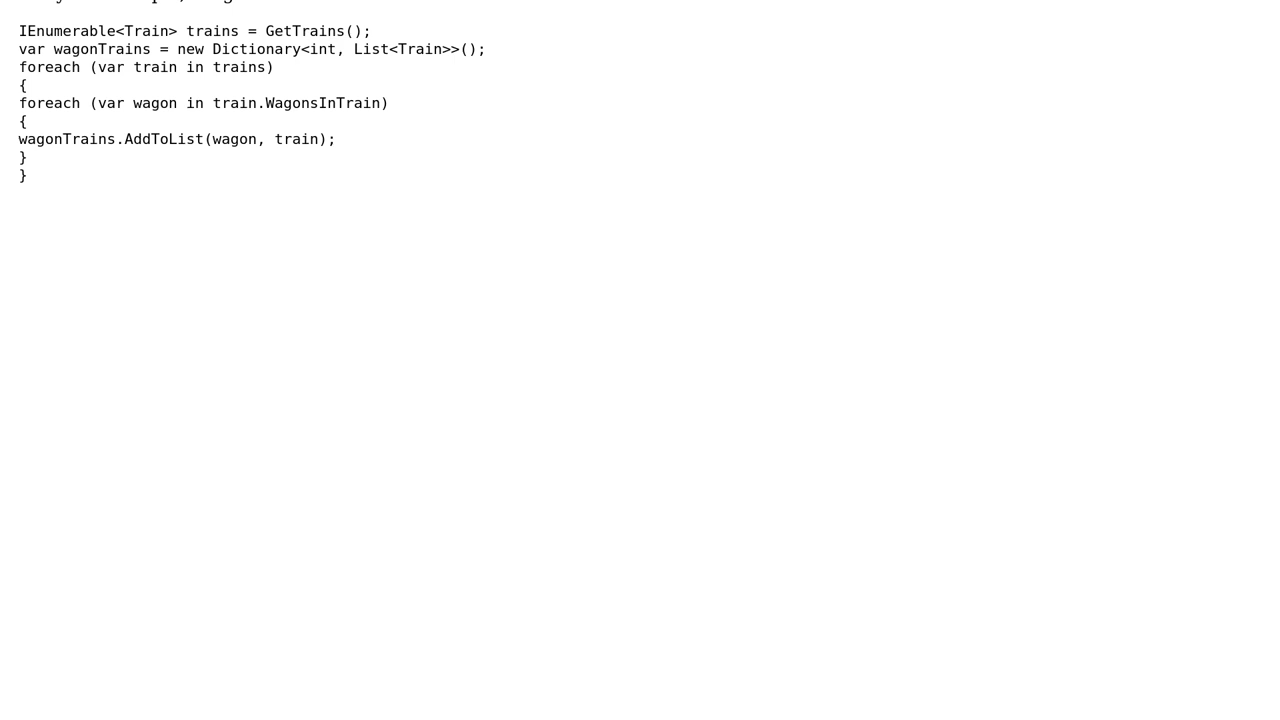 IEnumerable<Train> trains = GetTrains();
var wagonTrains = new Dictionary<int, List<Train>>();
foreach (var train in trains)
{
foreach (var wagon in train.WagonsInTrain)
{
wagonTrains.AddToList(wagon, train);
}
}